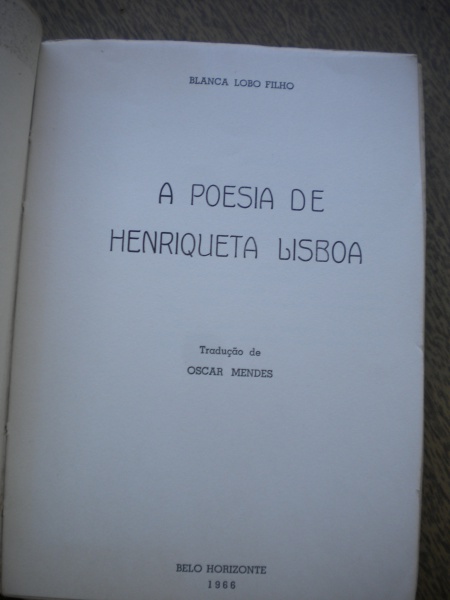 BLANCA LOBO FILHO
A POESIA DE
HENRIQUETA LISBOA
Tradução de
OSCAR MENDES
BELO HORIZONTE
1966